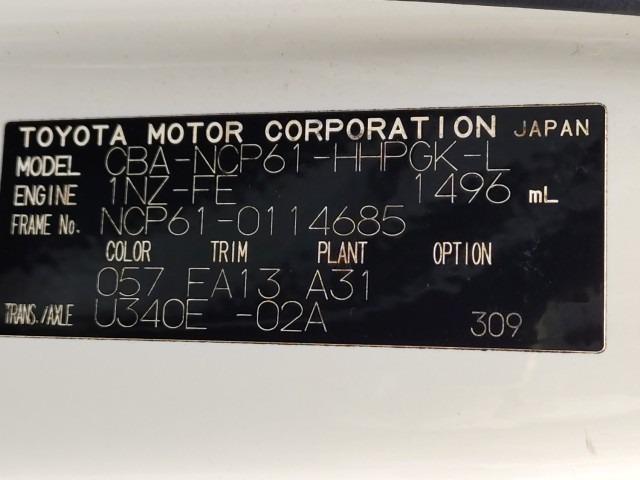 TOYOTA MOTOR CORPORATION JAPAN
MODEL CBA-NCP61-HHPGK-L
ENGINE 1NZ-FE 1496 mL
FRAME No. NCP61-0114685
COLOR TRIM PLANT OPTION
057 FA13 A31
TRANS./AXLE U340E -02A 309